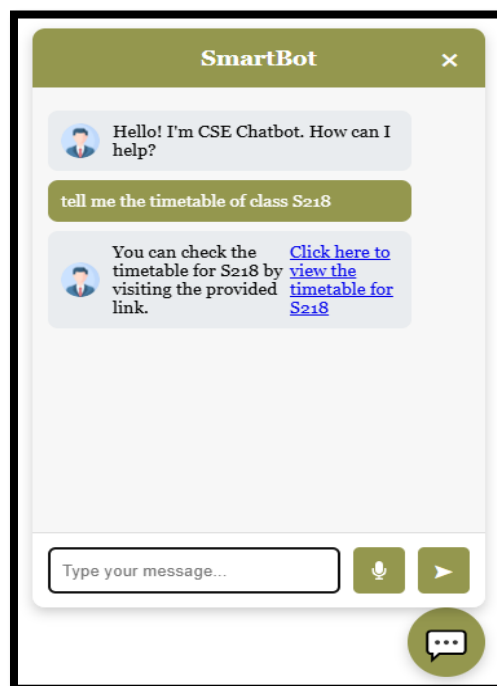 SmartBot
×
Hello! I'm CSE Chatbot. How can I
help?
tell me the timetable of class S218
You can check the
timetable for S218 by
visiting the provided
link.
Click here to
view the
timetable for
S218
Type your message...